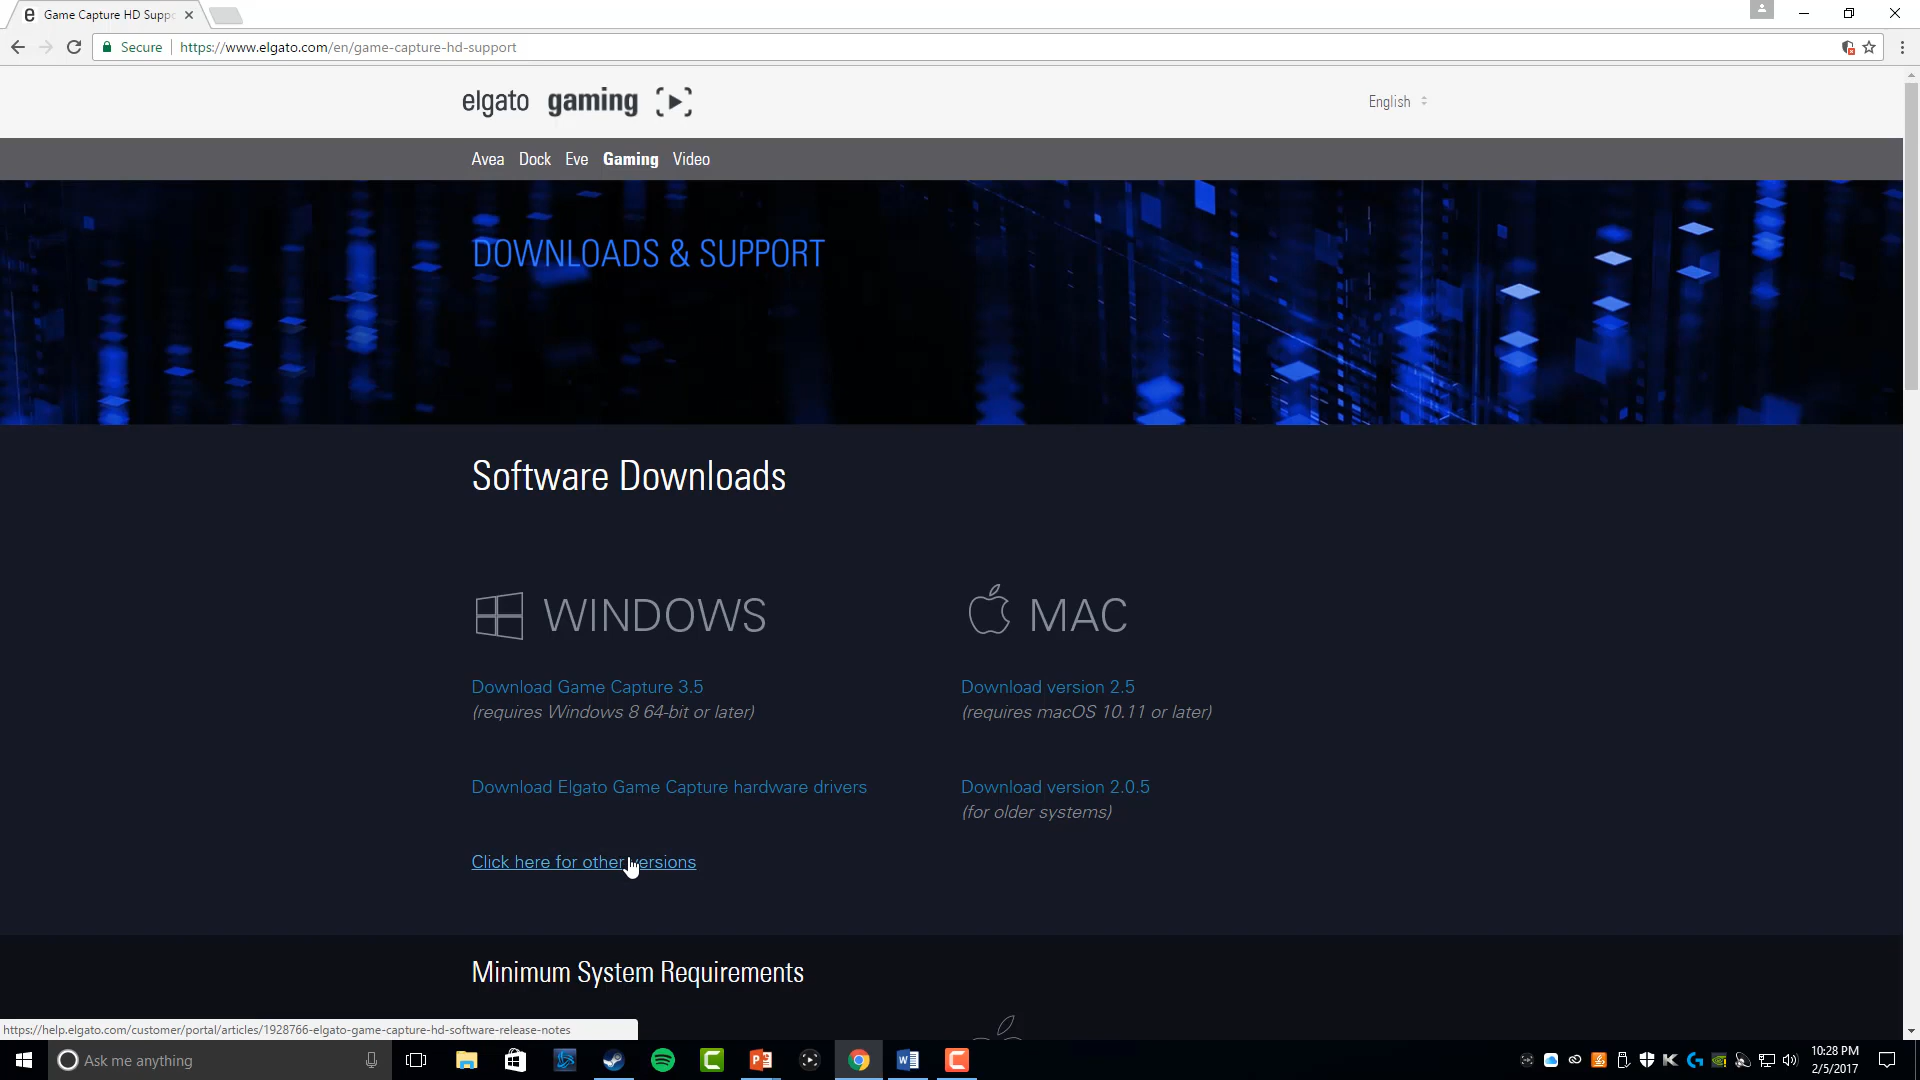 Game Capture HD Supp
Secure https://www.elgato.com/en/game-capture-hd-support
elgato gaming
English
Avea Dock Eve Gaming Video
DOWNLOADS & SUPPORT
Software Downloads
WINDOWS
MAC
Download Game Capture 3.5
(requires Windows 8 64-bit or later)
Download version 2.5
(requires macOS 10.11 or later)
Download Elgato Game Capture hardware drivers
Download version 2.0.5
(for older systems)
Click here for other versions
Minimum System Requirements
https://help.elgato.com/customer/portal/articles/1928766-elgato-game-capture-hd-software-release-notes
Ask me anything
10:28 PM
2/5/2017